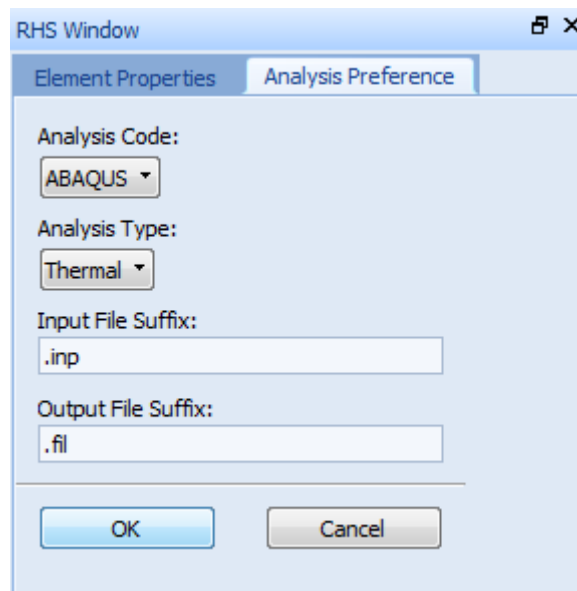 RHS Window
Element Properties Analysis Preference
Analysis Code:
ABAQUS
Analysis Type:
Thermal
Input File Suffix:
.inp
Output File Suffix:
.fil
OK Cancel